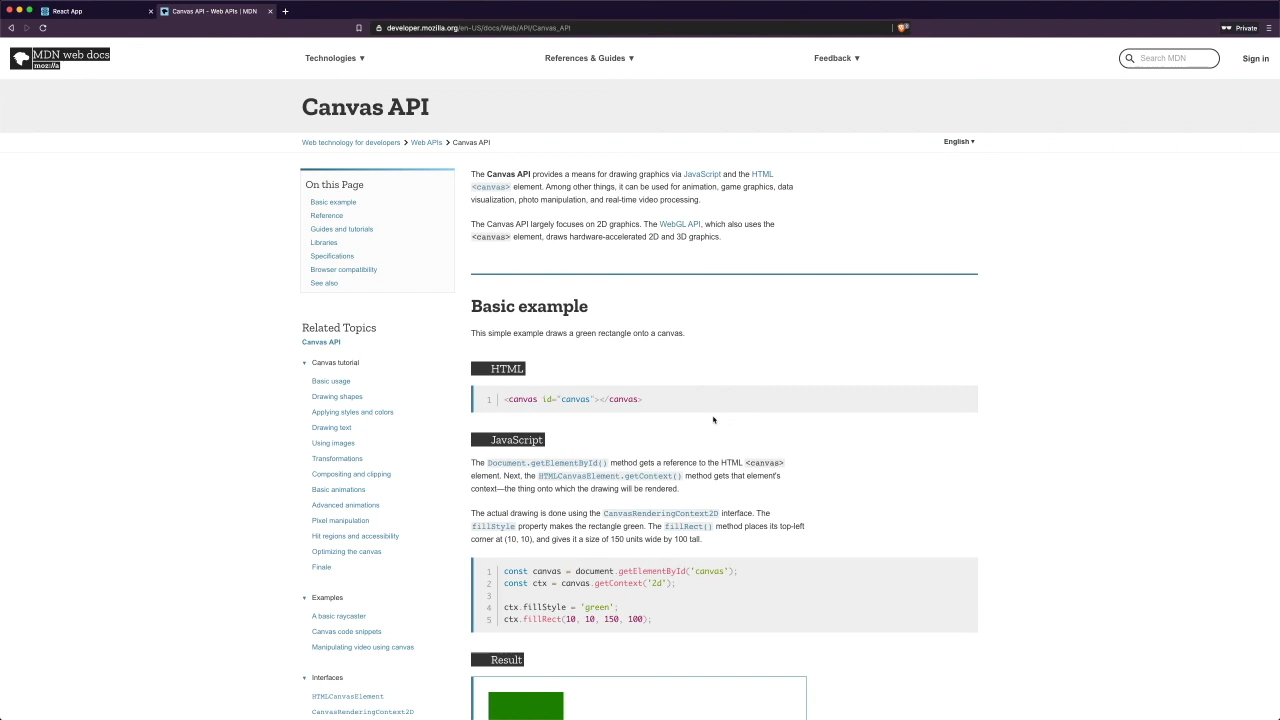 React App
Canvas API - Web APIs | MDN
developer.mozilla.org/en-US/docs/Web/API/Canvas_API
Private
MDN web docs
moz://a
Technologies ▼
References & Guides ▼
Feedback ▼
Search MDN
Sign in
Canvas API
Web technology for developers > Web APIs > Canvas API
English ▼
On this Page
Basic example
Reference
Guides and tutorials
Libraries
Specifications
Browser compatibility
See also
Related Topics
Canvas API
Canvas tutorial
Basic usage
Drawing shapes
Applying styles and colors
Drawing text
Using images
Transformations
Compositing and clipping
Basic animations
Advanced animations
Pixel manipulation
Hit regions and accessibility
Optimizing the canvas
Finale
Examples
A basic raycaster
Canvas code snippets
Manipulating video using canvas
Interfaces
HTMLCanvasElement
CanvasRenderingContext2D
The Canvas API provides a means for drawing graphics via JavaScript and the HTML
<canvas> element. Among other things, it can be used for animation, game graphics, data
visualization, photo manipulation, and real-time video processing.
The Canvas API largely focuses on 2D graphics. The WebGL API, which also uses the
<canvas> element, draws hardware-accelerated 2D and 3D graphics.
Basic example
This simple example draws a green rectangle onto a canvas.
HTML
1 <canvas id="canvas"></canvas>
JavaScript
The Document.getElementById() method gets a reference to the HTML <canvas>
element. Next, the HTMLCanvasElement.getContext() method gets that element's
context—the thing onto which the drawing will be rendered.
The actual drawing is done using the CanvasRenderingContext2D interface. The
fillStyle property makes the rectangle green. The fillRect() method places its top-left
corner at (10, 10), and gives it a size of 150 units wide by 100 tall.
1 const canvas = document.getElementById('canvas');
2 const ctx = canvas.getContext('2d');
3
4 ctx.fillStyle = 'green';
5 ctx.fillRect(10, 10, 150, 100);
Result